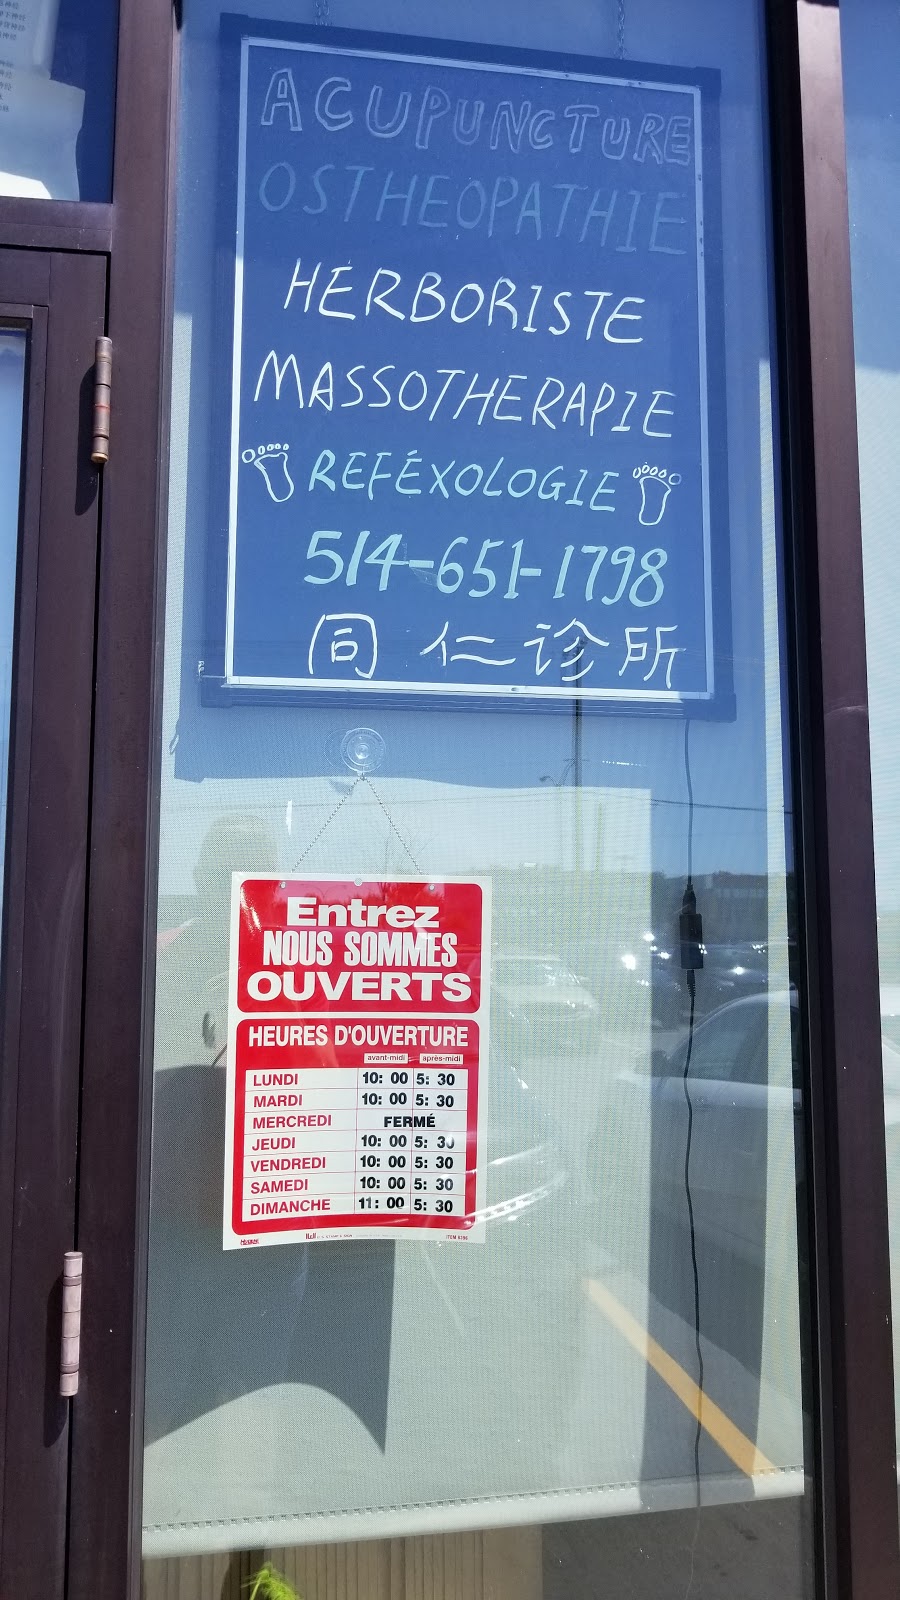 ACUPUNCTURE
OSTHEOPATHIE
HERBORISTE
MASSOTHERAPIE
REFÉXOLOGIE
514-651-1798
同仁诊所
Entrez
NOUS SOMMES
OUVERTS
HEURES D'OUVERTURE
avant-midi après-midi
LUNDI 10: 00 5: 30
MARDI 10: 00 5: 30
MERCREDI FERMÉ
JEUDI 10: 00 5: 30
VENDREDI 10: 00 5: 30
SAMEDI 10: 00 5: 30
DIMANCHE 11: 00 5: 30